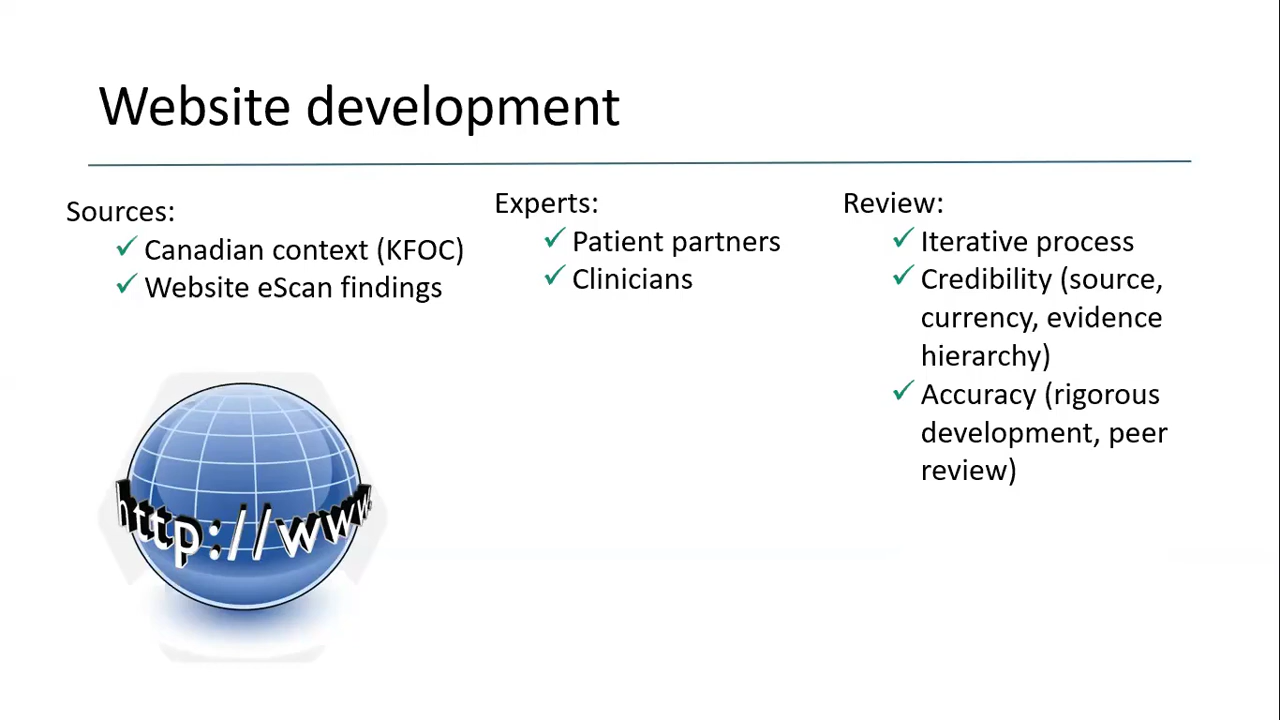 Website development
Sources:
✓ Canadian context (KFOC)
✓ Website eScan findings
Experts:
✓ Patient partners
✓ Clinicians
Review:
✓ Iterative process
✓ Credibility (source,
currency, evidence
hierarchy)
✓ Accuracy (rigorous
development, peer
review)
http://www.